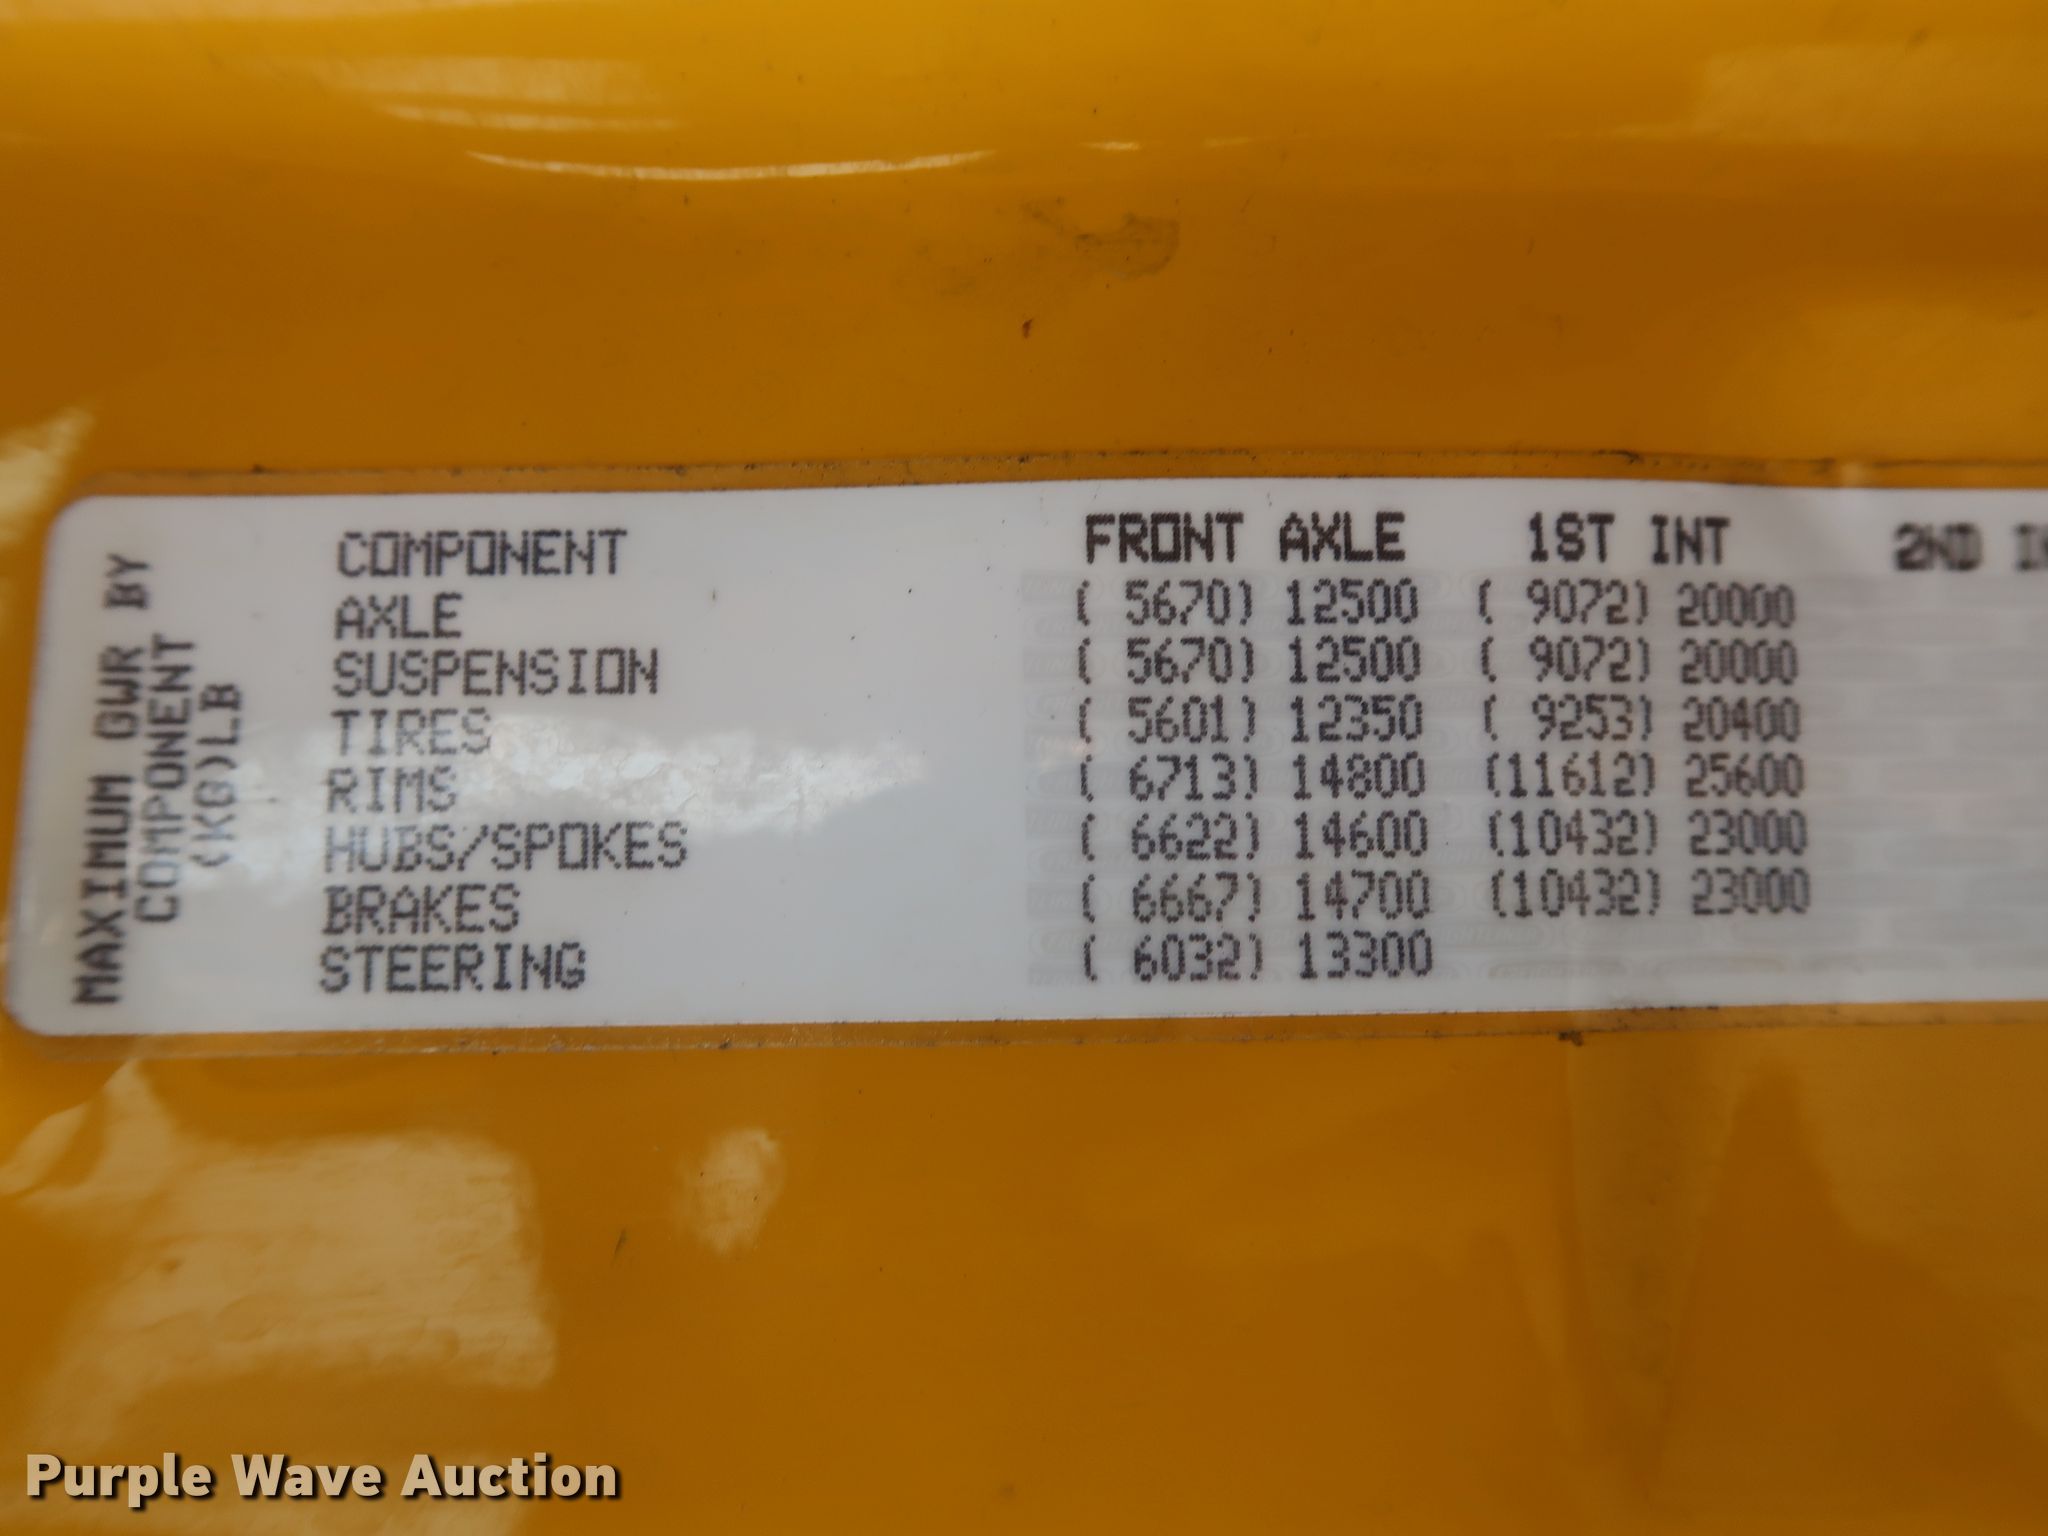 MAXIMUM GWR BY
COMPONENT
(KG)LB
COMPONENT FRONT AXLE 1ST INT 2ND
AXLE ( 5670) 12500 ( 9072) 20000
SUSPENSION ( 5670) 12500 ( 9072) 20000
TIRES ( 5601) 12350 ( 9253) 20400
RIMS ( 6713) 14800 (11612) 25600
HUBS/SPOKES ( 6622) 14600 (10432) 23000
BRAKES ( 6667) 14700 (10432) 23000
STEERING ( 6032) 13300
Purple Wave Auction